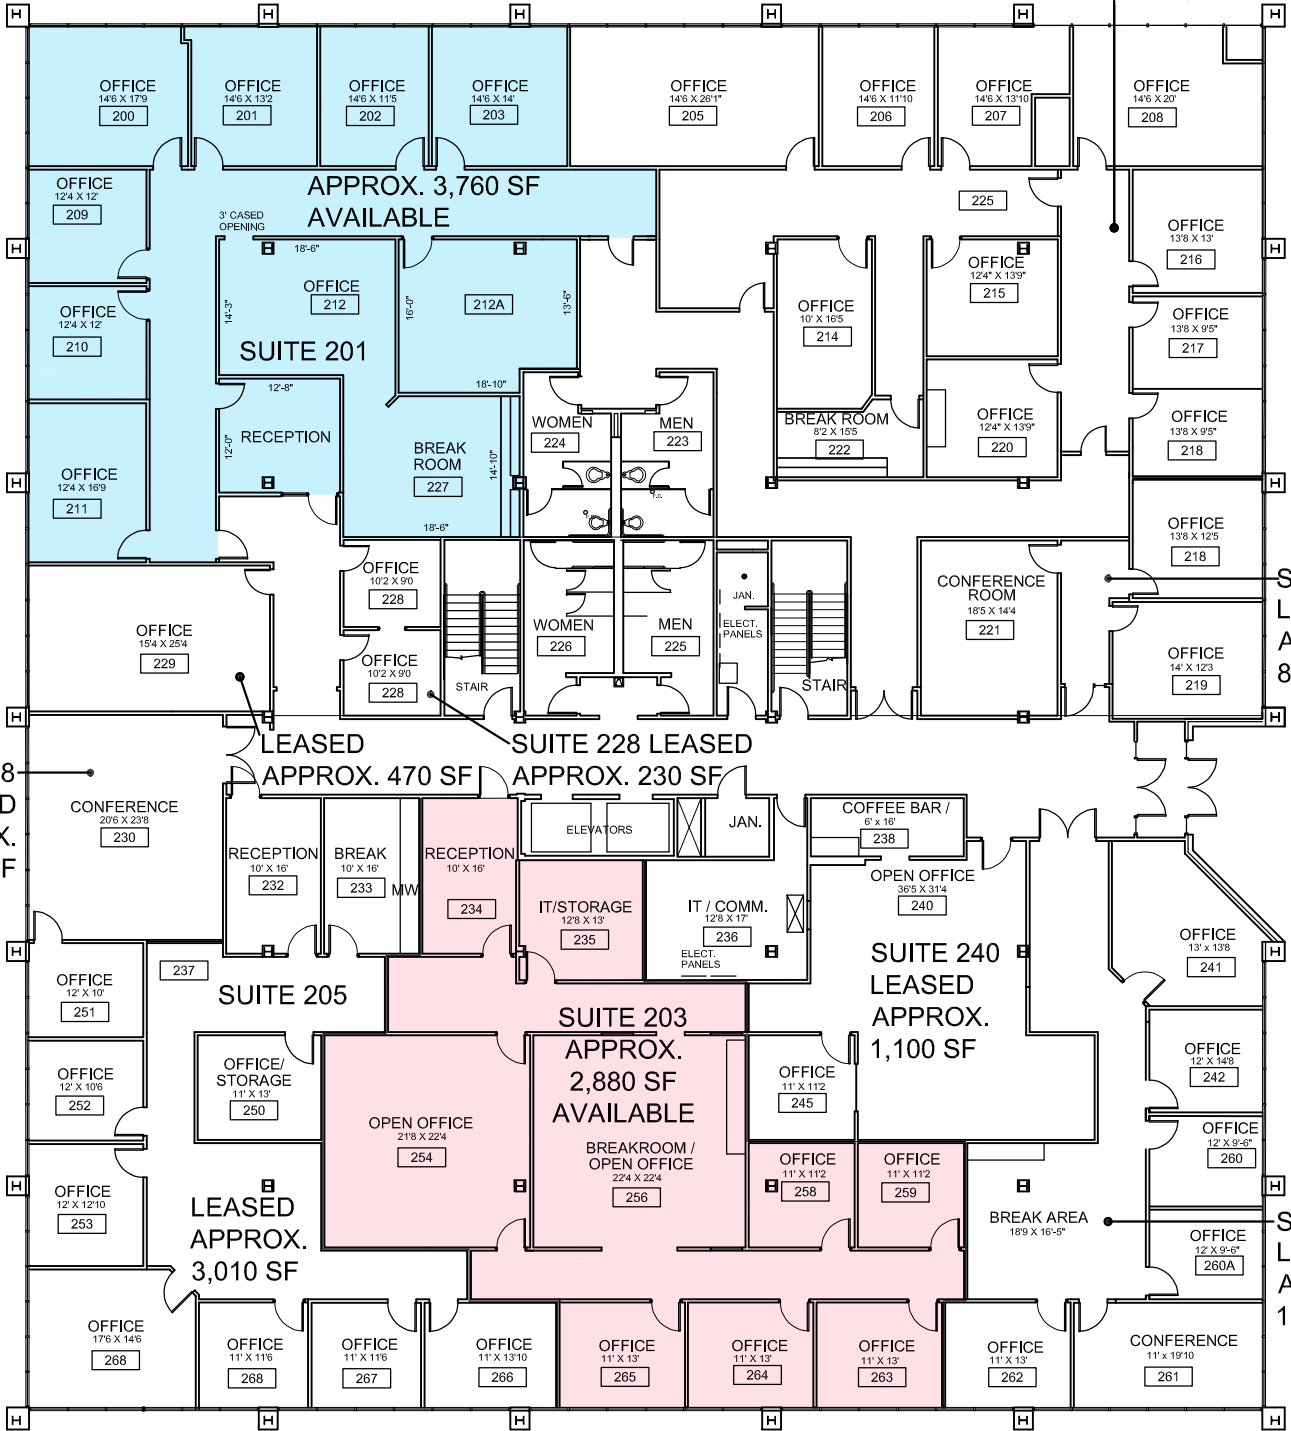 OFFICE
14'6 X 17'9
200
OFFICE
14'6 X 13'2
201
OFFICE
14'6 X 11'5
202
OFFICE
14'6 X 14'
203
OFFICE
14'6 X 26'1"
205
OFFICE
14'6 X 11'10
206
OFFICE
14'6 X 13'10
207
OFFICE
14'6 X 20'
208
OFFICE
12'4 X 12'
209
APPROX. 3,760 SF
AVAILABLE
3' CASED
OPENING
225
OFFICE
13'8 X 13'
216
18'-6"
OFFICE
212
14'-3"
16'-0"
212A
13'-6"
18'-10"
OFFICE
12'4" X 13'9"
215
OFFICE
10' X 16'5
214
OFFICE
12'4 X 12'
210
SUITE 201
OFFICE
13'8 X 9'5"
217
12'-8"
12'-0"
RECEPTION
BREAK
ROOM
227
14'-10"
18'-6"
WOMEN
224
MEN
223
F.D.
BREAK ROOM
8'2 X 15'5
222
OFFICE
12'4" X 13'9"
220
OFFICE
13'8 X 9'5"
218
OFFICE
12'4 X 16'9
211
OFFICE
13'8 X 12'5
218
OFFICE
10'2 X 9'0
228
JAN.
CONFERENCE
ROOM
18'5 X 14'4
221
S
L
A
8
OFFICE
15'4 X 25'4
229
WOMEN
226
MEN
225
ELECT.
PANELS
OFFICE
10'2 X 9'0
228
STAIR
STAIR
OFFICE
14' X 12'3
219
LEASED
APPROX. 470 SF
SUITE 228 LEASED
APPROX. 230 SF
8
D
X.
F
CONFERENCE
20'6 X 23'8
230
RECEPTION
10' X 16'
232
BREAK
10' X 16'
233
MW
RECEPTION
10' X 16'
234
ELEVATORS
JAN.
COFFEE BAR /
6' x 16'
238
OPEN OFFICE
36'5 X 31'4
240
IT/STORAGE
12'8 X 13'
235
IT / COMM.
12'8 X 17'
236
ELECT.
PANELS
SUITE 240
LEASED
APPROX.
1,100 SF
OFFICE
13' x 13'8
241
237
SUITE 205
OFFICE
12' X 10'
251
SUITE 203
APPROX.
2,880 SF
AVAILABLE
OFFICE
12' X 14'8
242
OFFICE
12' X 10'6
252
OFFICE/
STORAGE
11' X 13'
250
OFFICE
11' X 11'2
245
OPEN OFFICE
21'8 X 22'4
254
BREAKROOM /
OPEN OFFICE
22'4 X 22'4
256
OFFICE
11' X 11'2
258
OFFICE
11' X 11'2
259
OFFICE
12' X 9'-6"
260
OFFICE
12' X 12'10
253
LEASED
APPROX.
3,010 SF
BREAK AREA
18'9 X 16'-5"
OFFICE
12' X 9'-6"
260A
S
L
A
1
OFFICE
17'6 X 14'6
268
OFFICE
11' X 11'6
268
OFFICE
11' X 11'6
267
OFFICE
11' X 13'10
266
OFFICE
11' X 13'
265
OFFICE
11' X 13'
264
OFFICE
11' X 13'
263
OFFICE
11' X 13'
262
CONFERENCE
11' x 19'10
261